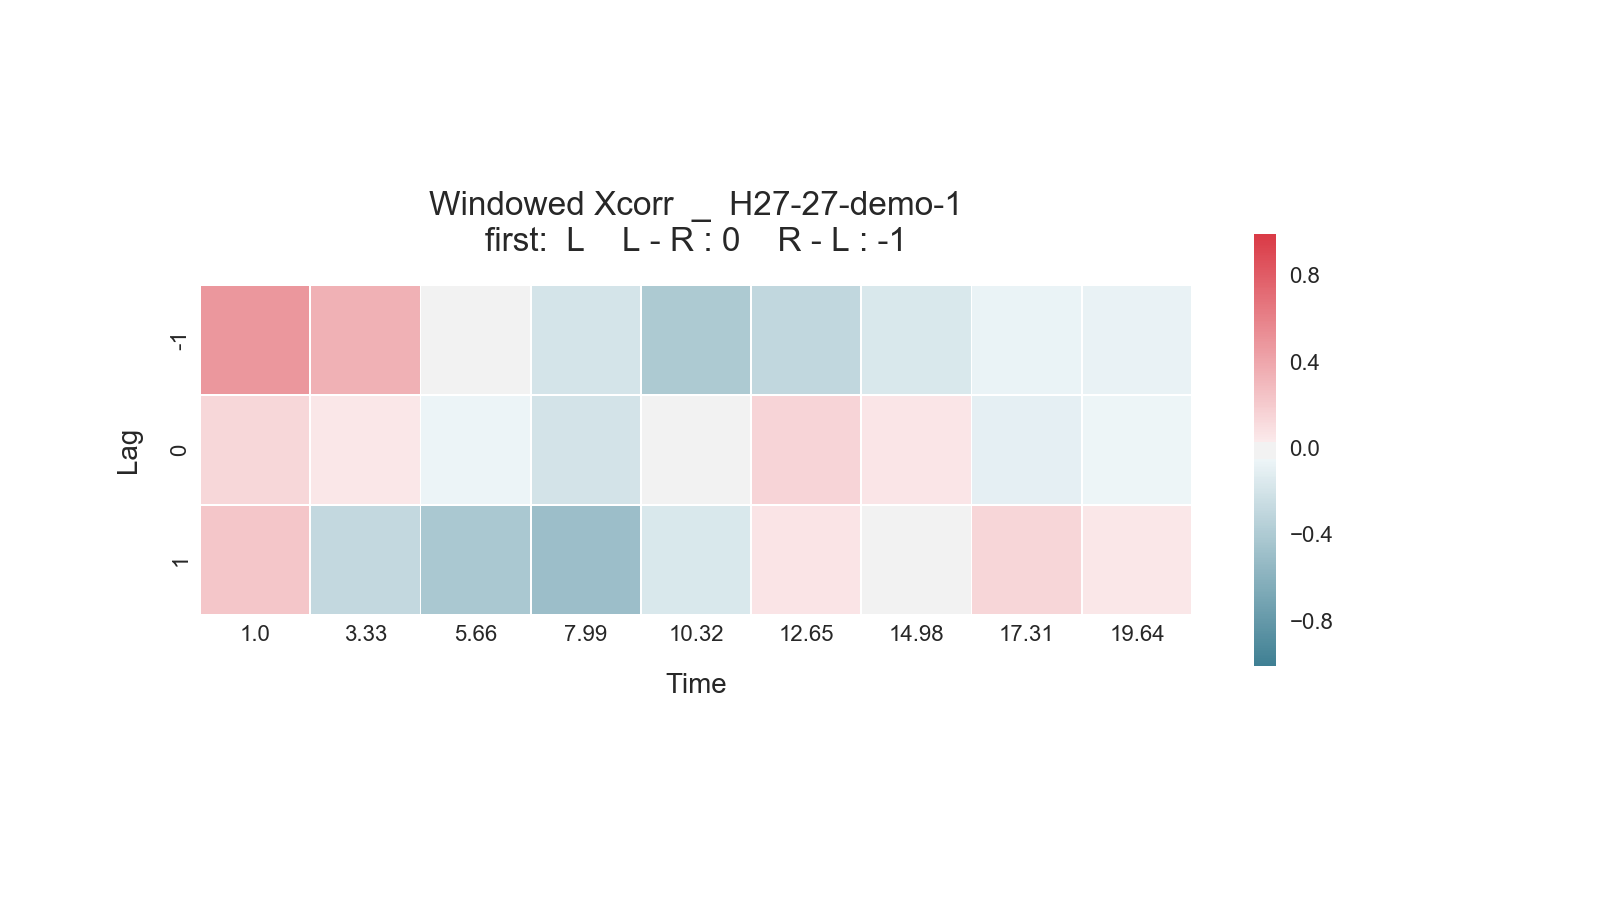 Windowed Xcorr  _  H27-27-demo-1
first:  L    L - R : 0    R - L : -1
0.8
0.4
0.0
−0.4
−0.8
Lag
-1
0
1
1.0 3.33 5.66 7.99 10.32 12.65 14.98 17.31 19.64
Time